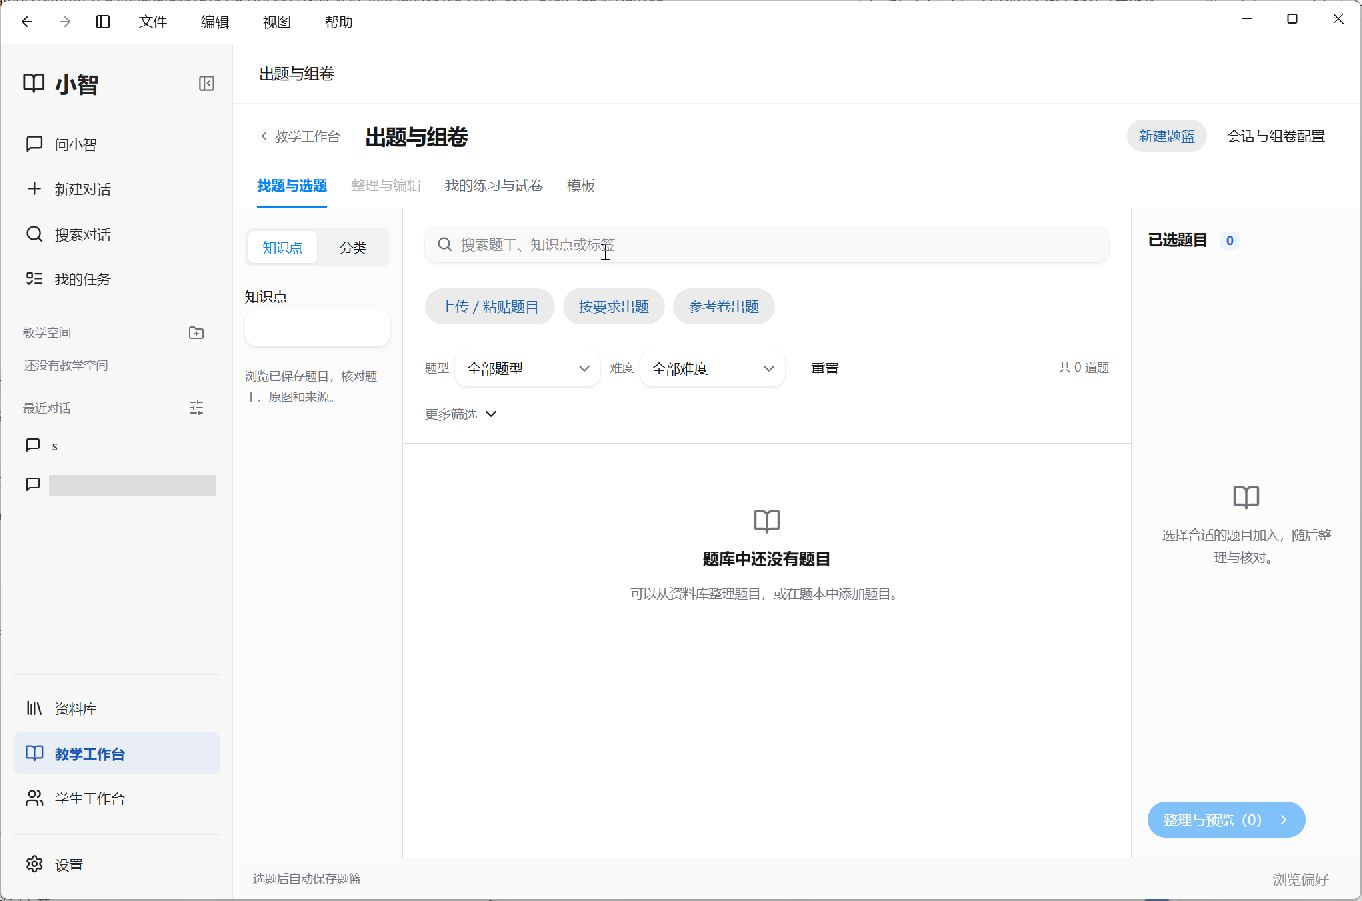 文件 编辑 视图 帮助
小智
问小智
新建对话
搜索对话
我的任务
教学空间
还没有教学空间
最近对话
s
资料库
教学工作台
学生工作台
设置
出题与组卷
教学工作台 出题与组卷
新建题篮 会话与组卷配置
找题与选题 整理与编辑 我的练习与试卷 模板
知识点 分类
知识点
浏览已保存题目，核对题
干、原图和来源。
搜索题干、知识点或标签
上传 / 粘贴题目 按要求出题 参考卷出题
题型 全部题型 难度 全部难度 重置 共 0 道题
更多筛选
题库中还没有题目
可以从资料库整理题目，或在题本中添加题目。
已选题目 0
选择合适的题目加入，随后整
理与核对。
整理与预览（0）
选题后自动保存题篮
浏览偏好